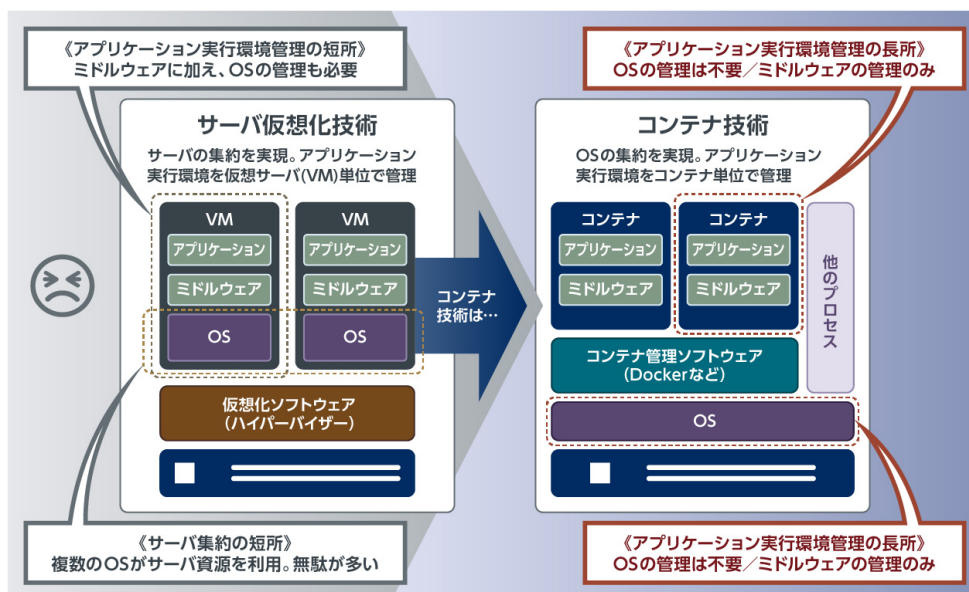 《アプリケーション実行環境管理の短所》
ミドルウェアに加え、OSの管理も必要
《アプリケーション実行環境管理の長所》
OSの管理は不要／ミドルウェアの管理のみ
サーバ仮想化技術
サーバの集約を実現。アプリケーション
実行環境を仮想サーバ(VM)単位で管理
VM
アプリケーション
ミドルウェア
OS
VM
アプリケーション
ミドルウェア
OS
仮想化ソフトウェア
(ハイパーバイザー)
コンテナ
技術は…
コンテナ技術
OSの集約を実現。アプリケーション
実行環境をコンテナ単位で管理
コンテナ
アプリケーション
ミドルウェア
コンテナ
アプリケーション
ミドルウェア
他のプロセス
コンテナ管理ソフトウェア
(Dockerなど)
OS
《サーバ集約の短所》
複数のOSがサーバ資源を利用。無駄が多い
《アプリケーション実行環境管理の長所》
OSの管理は不要／ミドルウェアの管理のみ